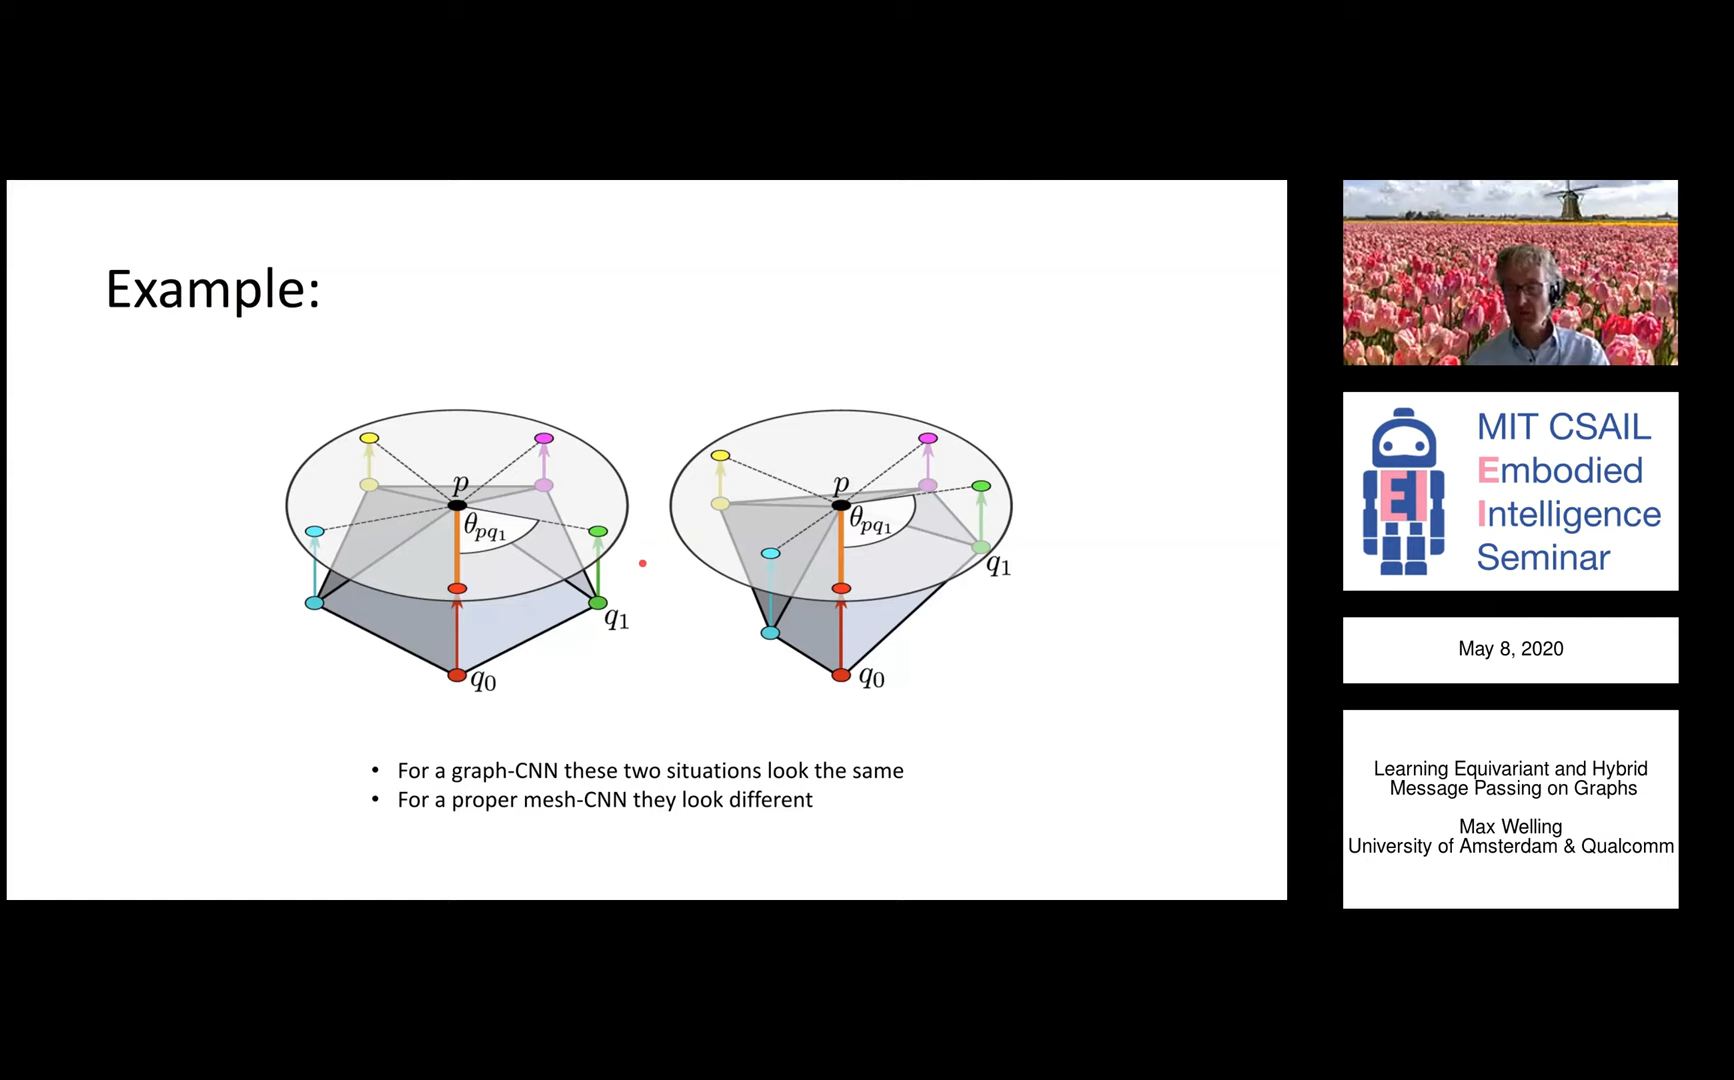 Example:
p
θpq1
q1
q0
p
θpq1
q1
q0
• For a graph-CNN these two situations look the same
• For a proper mesh-CNN they look different
MIT CSAIL
Embodied
Intelligence
Seminar
EI
May 8, 2020
Learning Equivariant and Hybrid
Message Passing on Graphs
Max Welling
University of Amsterdam & Qualcomm